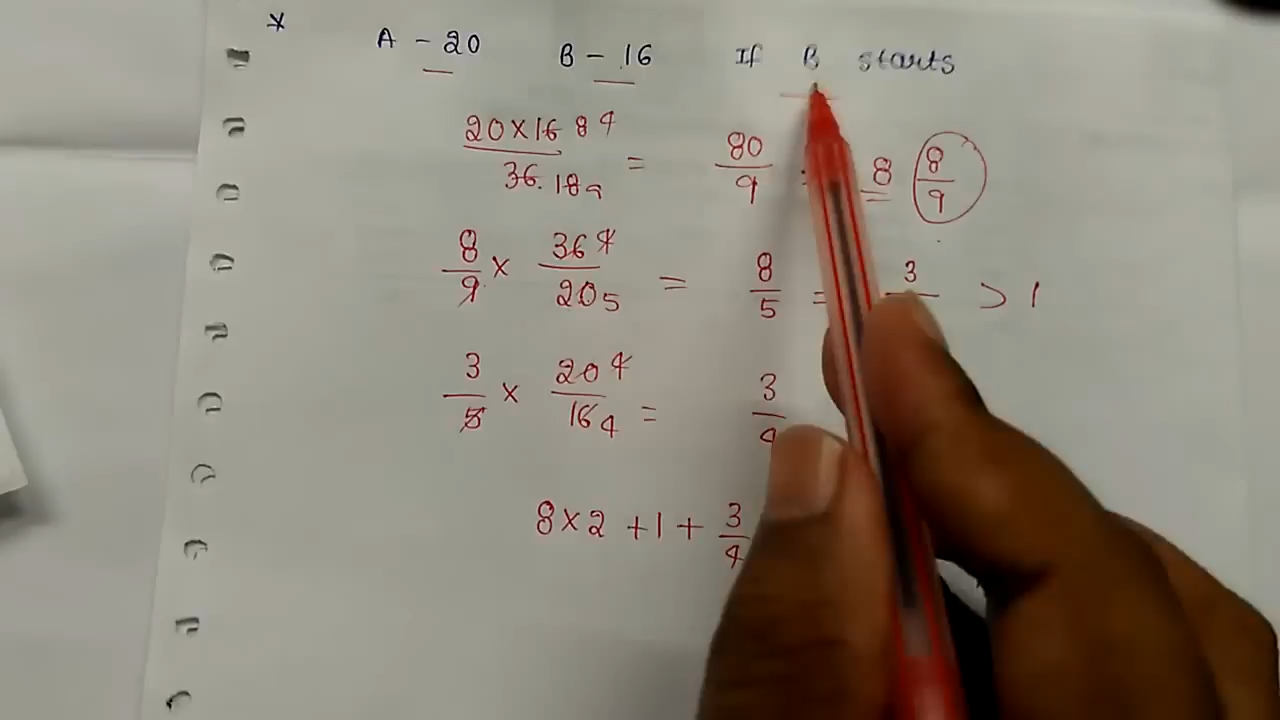 * A - 20 B - 16 If B starts
20 x 16 8 4 / 36 18 9 = 80/9 = 8 8/9
8/9 x 36 4 / 20 5 = 8/5 = 3/ > 1
3/5 x 20 4 / 16 4 = 3/4
8 x 2 + 1 + 3/4